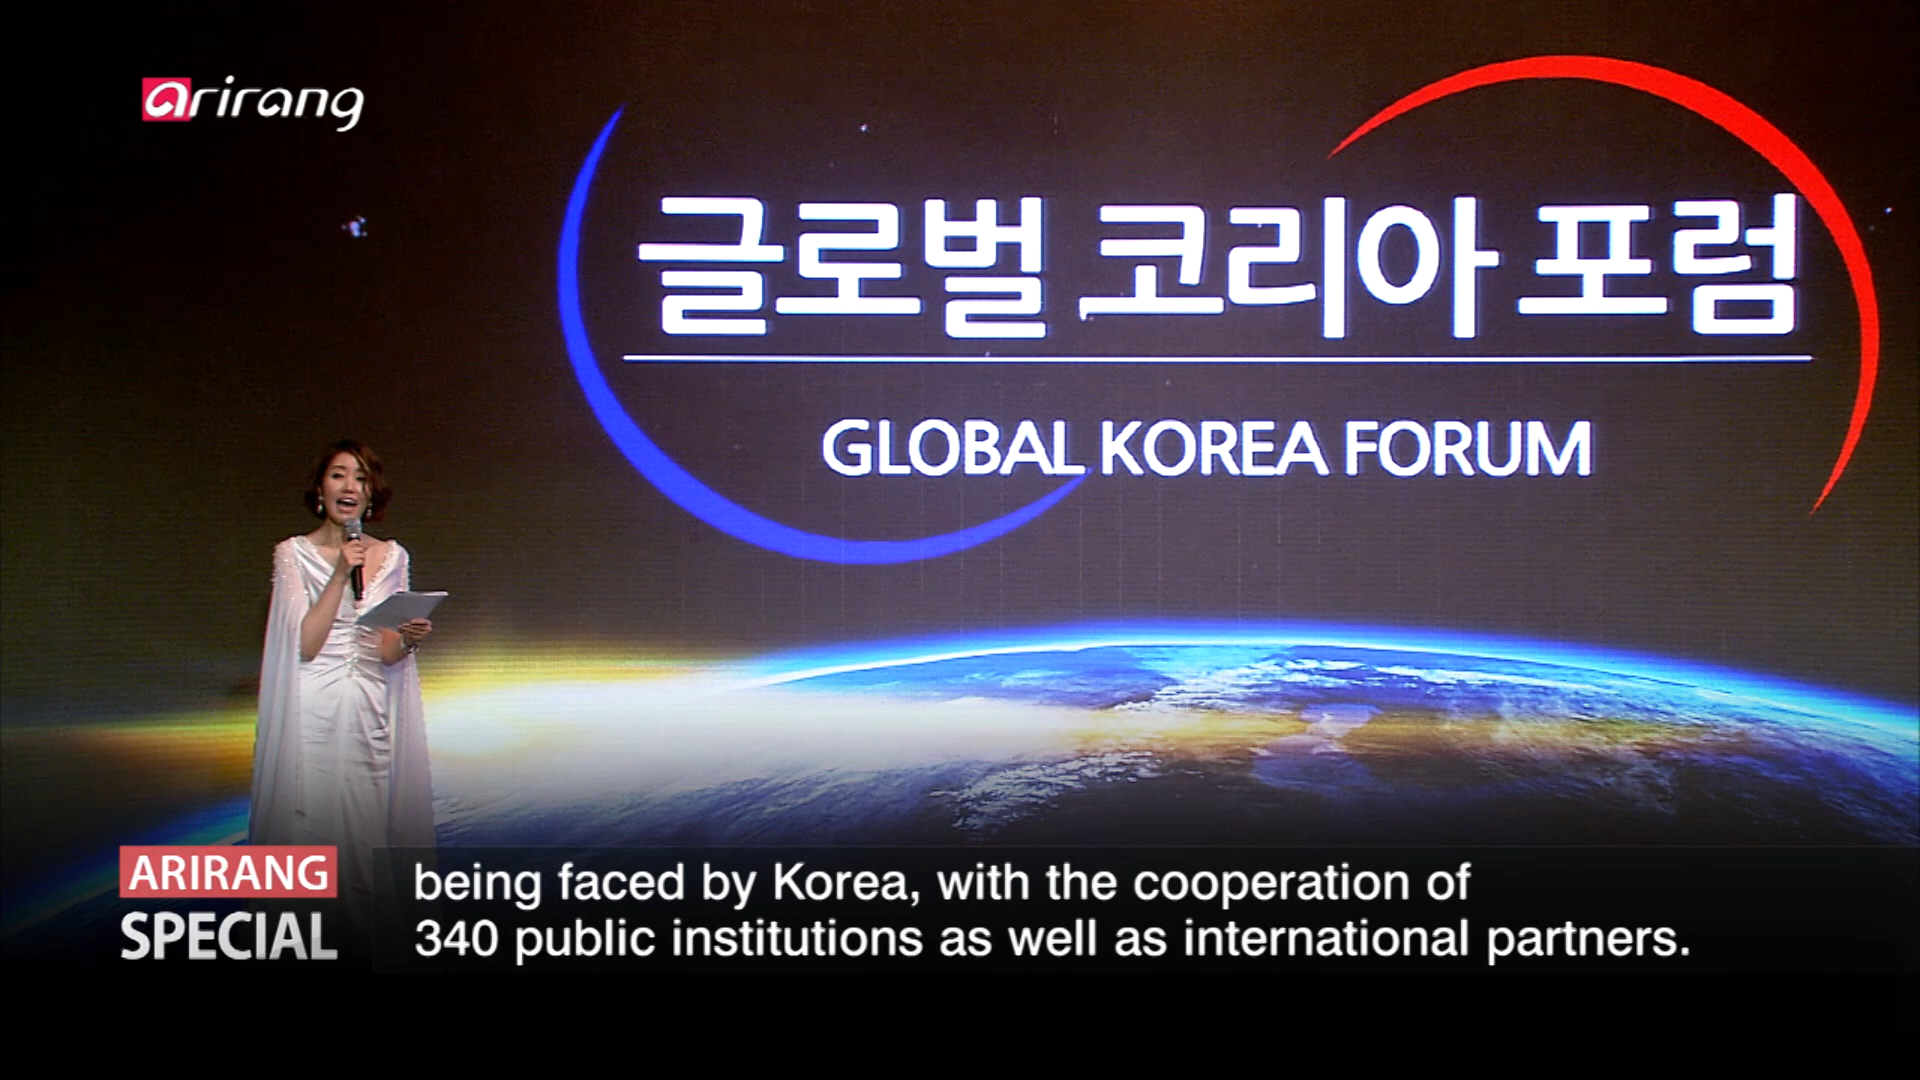 arirang
글로벌 코리아 포럼
GLOBAL KOREA FORUM
ARIRANG
SPECIAL
being faced by Korea, with the cooperation of
340 public institutions as well as international partners.